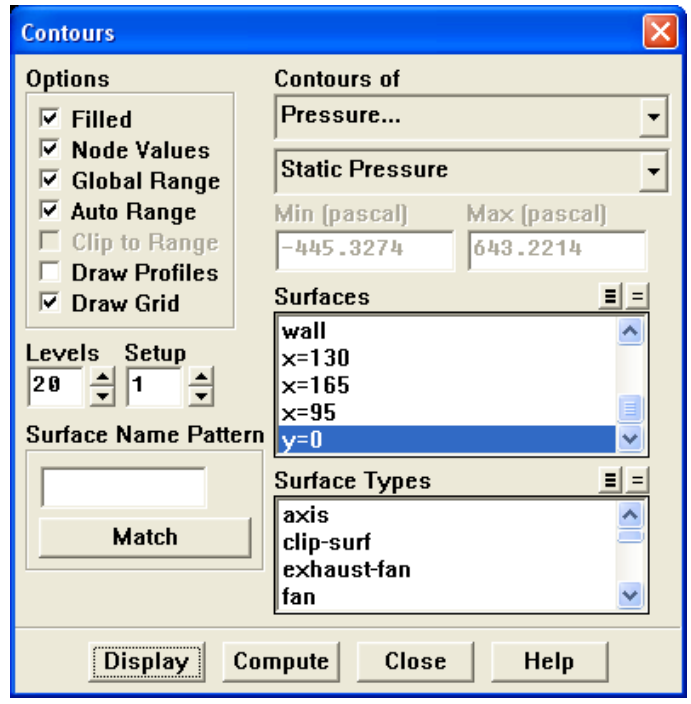 Contours
Options
Filled
Node Values
Global Range
Auto Range
Clip to Range
Draw Profiles
Draw Grid
Levels Setup
20 1
Surface Name Pattern
Match
Contours of
Pressure...
Static Pressure
Min (pascal) Max (pascal)
-445.3274 643.2214
Surfaces
wall
x=130
x=165
x=95
y=0
Surface Types
axis
clip-surf
exhaust-fan
fan
Display Compute Close Help